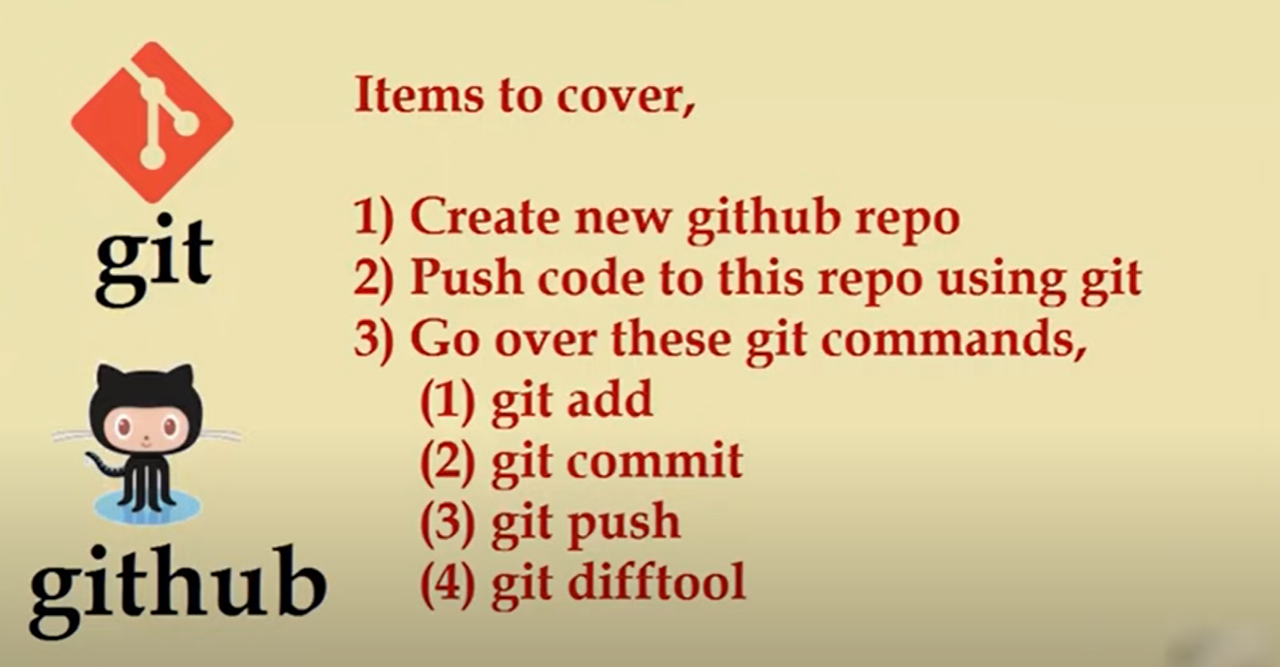 git
github
Items to cover,
1) Create new github repo
2) Push code to this repo using git
3) Go over these git commands,
(1) git add
(2) git commit
(3) git push
(4) git difftool